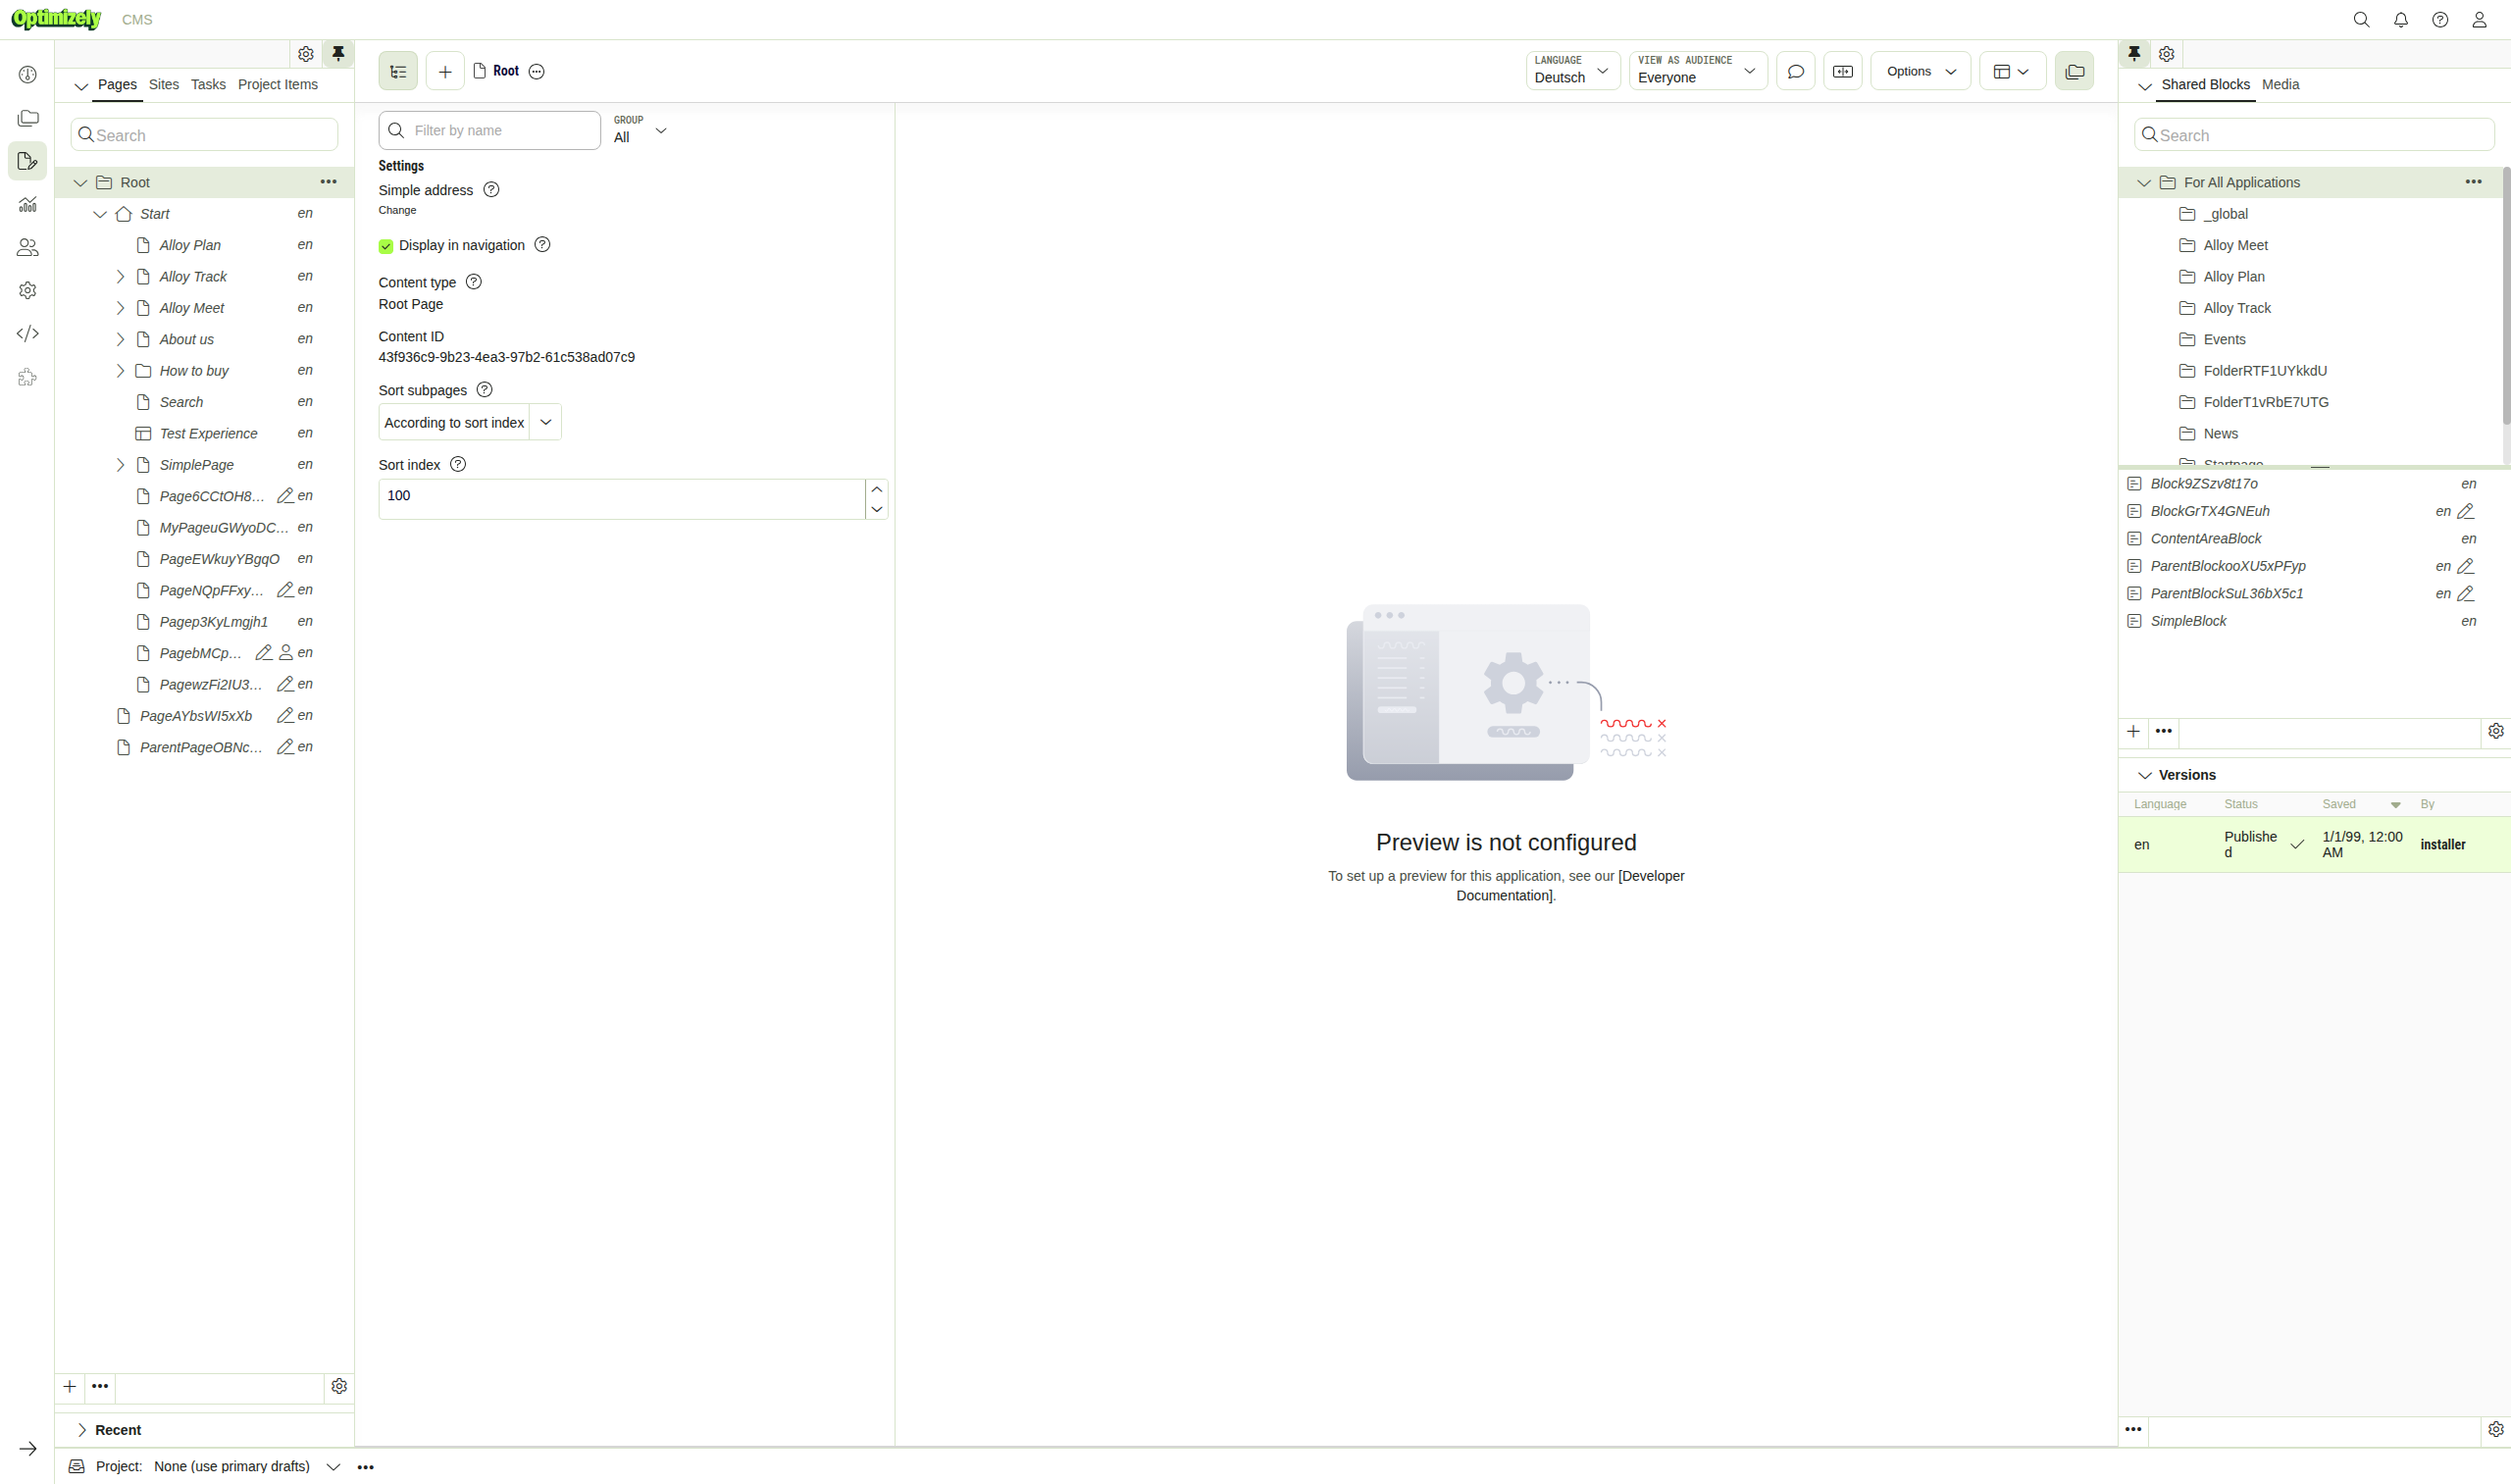 Optimizely CMS
Pages Sites Tasks Project Items
Search
Root
Start en
Alloy Plan en
Alloy Track en
Alloy Meet en
About us en
How to buy en
Search en
Test Experience en
SimplePage en
Page6CCtOH8... en
MyPageuGWyoDC... en
PageEWkuyYBgqO en
PageNQpFFxy... en
Pagep3KyLmgjh1 en
PagebMCp... en
PagewzFi2IU3... en
PageAYbsWI5xXb en
ParentPageOBNc... en
Recent
Project: None (use primary drafts)
Root
LANGUAGE
Deutsch
VIEW AS AUDIENCE
Everyone
Options
Filter by name
GROUP
All
Settings
Simple address
Change
Display in navigation
Content type
Root Page
Content ID
43f936c9-9b23-4ea3-97b2-61c538ad07c9
Sort subpages
According to sort index
Sort index
100
Preview is not configured
To set up a preview for this application, see our [Developer
Documentation].
Shared Blocks Media
Search
For All Applications
_global
Alloy Meet
Alloy Plan
Alloy Track
Events
FolderRTF1UYkkdU
FolderT1vRbE7UTG
News
Startpage
Block9ZSzv8t17o en
BlockGrTX4GNEuh en
ContentAreaBlock en
ParentBlockooXU5xPFyp en
ParentBlockSuL36bX5c1 en
SimpleBlock en
Versions
Language Status Saved By
en Publishe 1/1/99, 12:00 installer
d AM